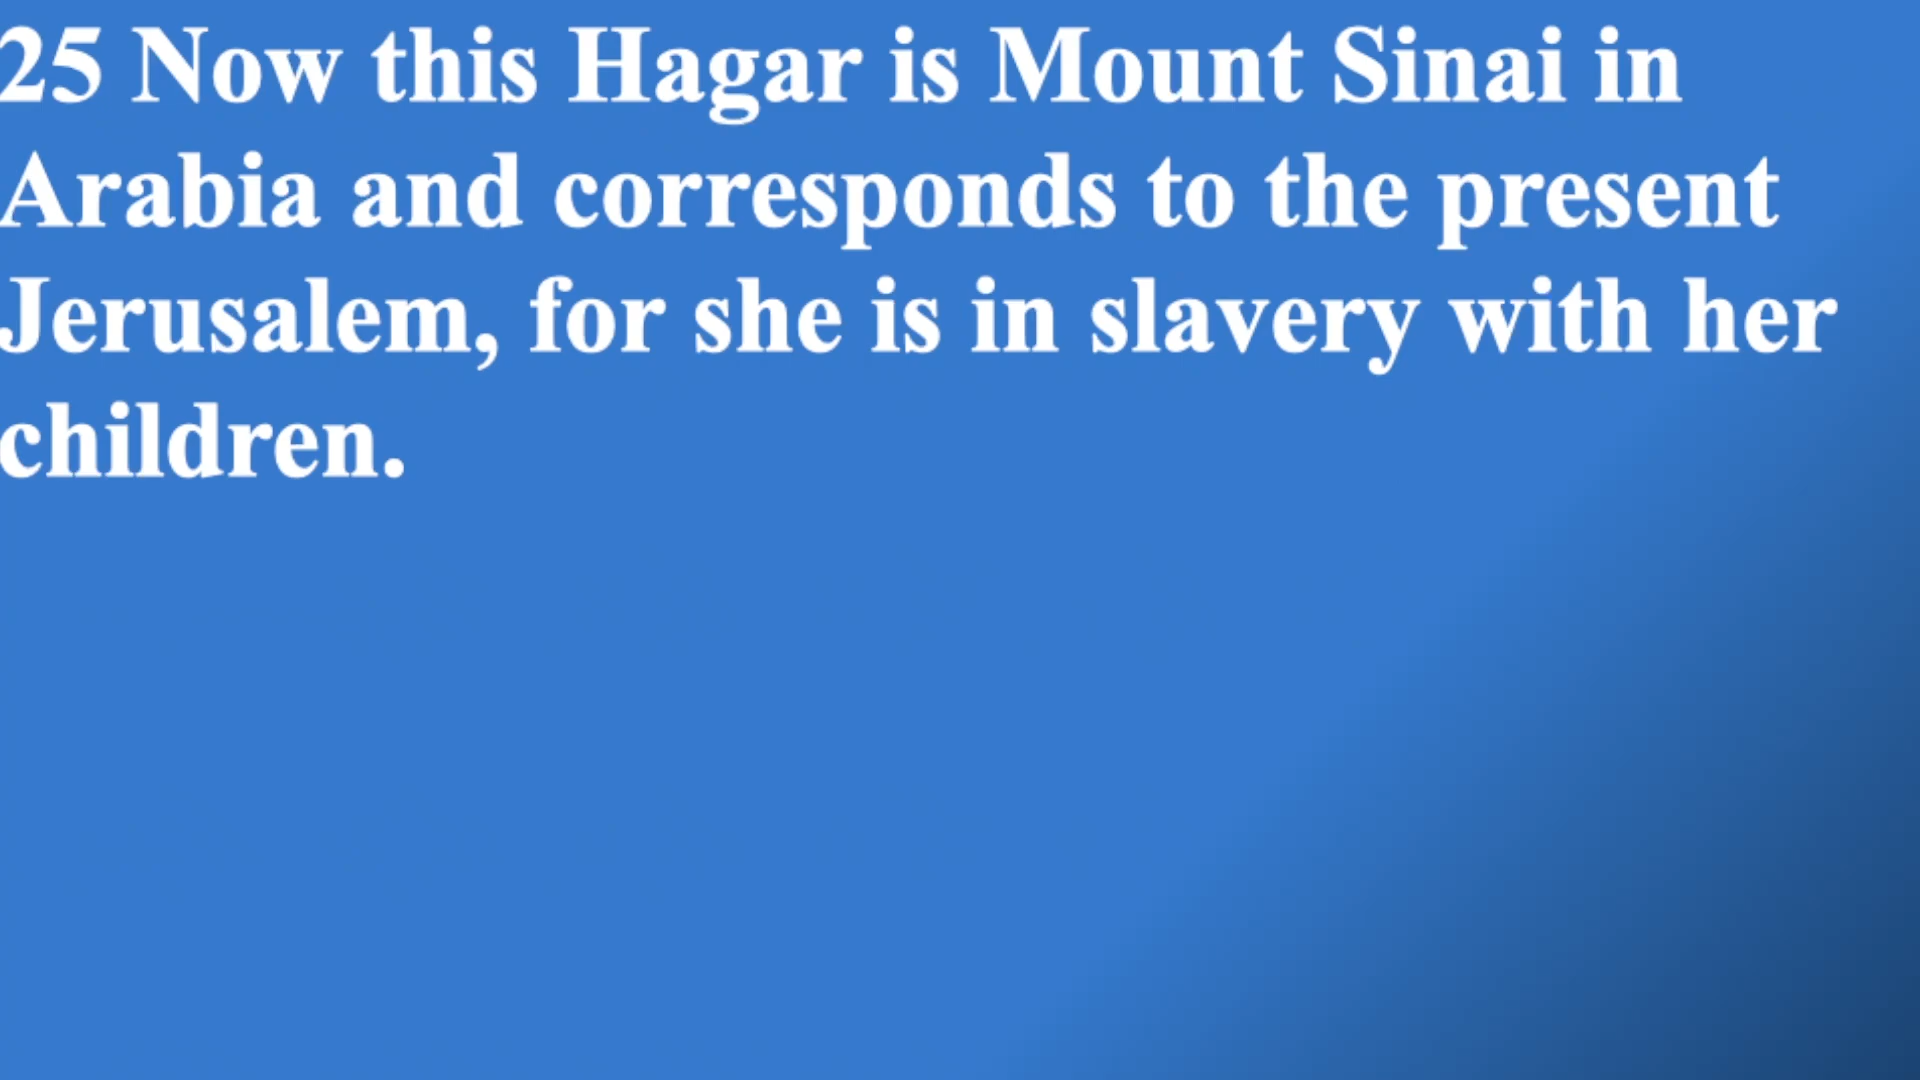 25 Now this Hagar is Mount Sinai in
Arabia and corresponds to the present
Jerusalem, for she is in slavery with her
children.